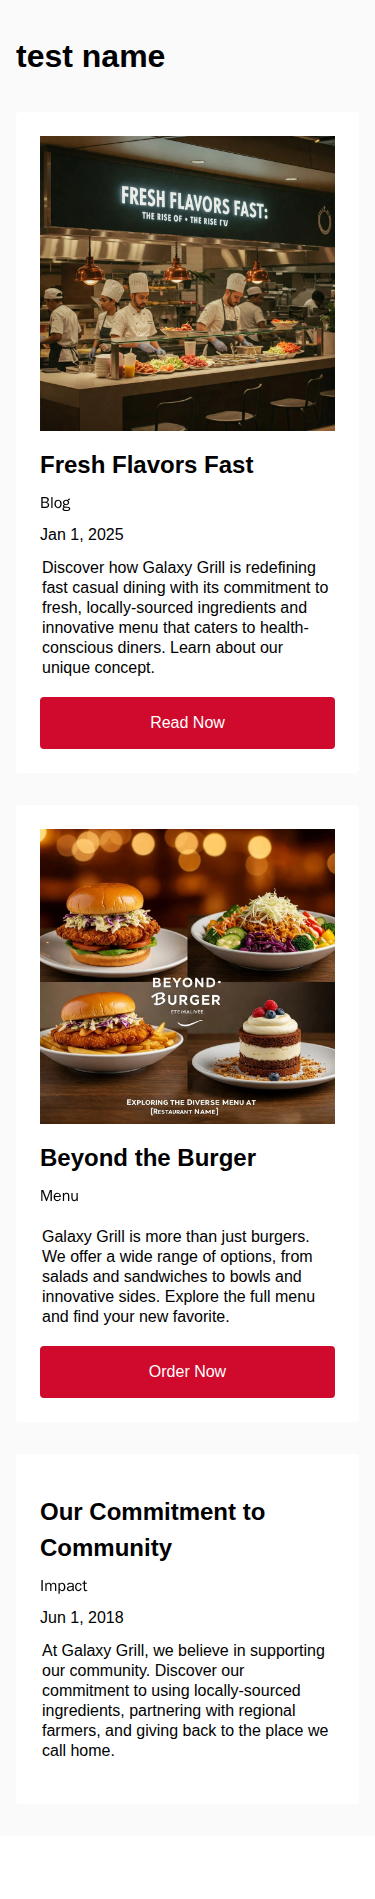 test name
FRESH FLAVORS FAST:
THE RISE OF • THE RISE
Fresh Flavors Fast
Blog
Jan 1, 2025
Discover how Galaxy Grill is redefining
fast casual dining with its commitment to
fresh, locally-sourced ingredients and
innovative menu that caters to health-
conscious diners. Learn about our
unique concept.
Read Now
BEYOND·
BURGER
EXPLORING THE DIVERSE MENU AT
[RESTAURANT NAME]
Beyond the Burger
Menu
Galaxy Grill is more than just burgers.
We offer a wide range of options, from
salads and sandwiches to bowls and
innovative sides. Explore the full menu
and find your new favorite.
Order Now
Our Commitment to
Community
Impact
Jun 1, 2018
At Galaxy Grill, we believe in supporting
our community. Discover our
commitment to using locally-sourced
ingredients, partnering with regional
farmers, and giving back to the place we
call home.